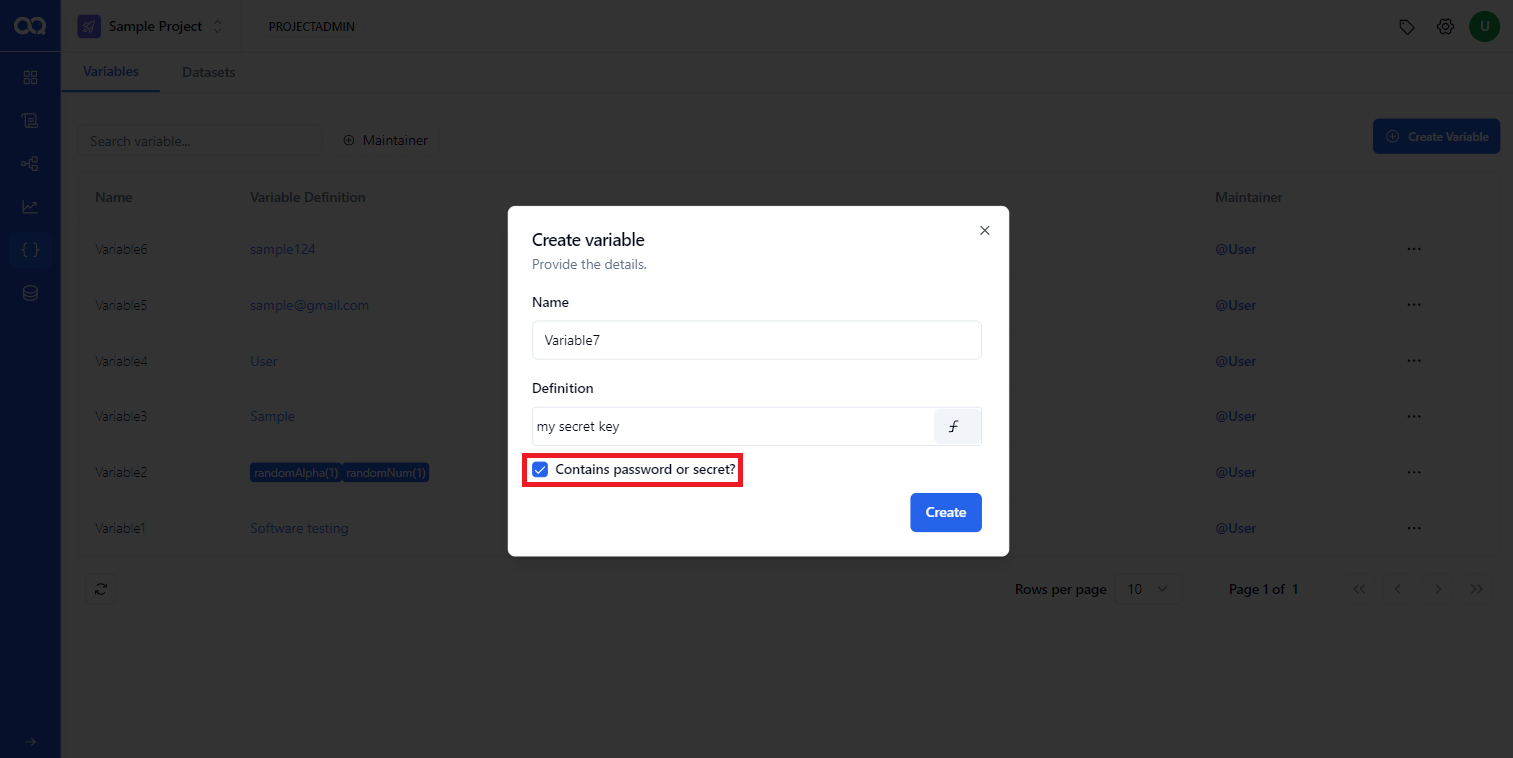 Sample Project PROJECTADMIN U
Variables Datasets
Search variable... Maintainer Create Variable
Name Variable Definition Maintainer
Variable6 sample124 @User
Variable5 sample@gmail.com @User
Variable4 User @User
Variable3 Sample @User
Variable2 randomAlpha(1) randomNum(1) @User
Variable1 Software testing @User
Rows per page 10 Page 1 of 1
Create variable
Provide the details.
Name
Variable7
Definition
my secret key
Contains password or secret?
Create